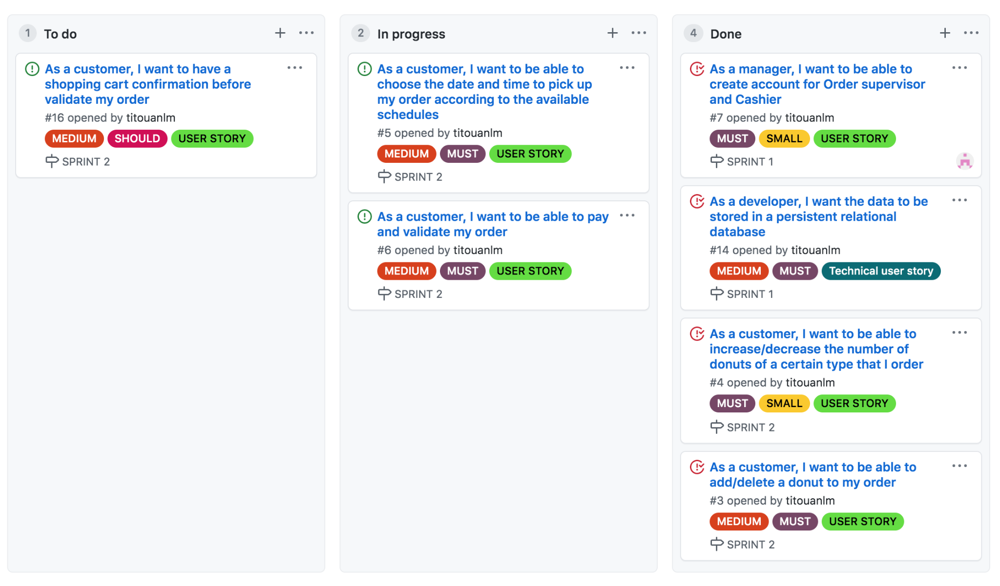 1 To do
As a customer, I want to have a
shopping cart confirmation before
validate my order
#16 opened by titouanlm
MEDIUM SHOULD USER STORY
SPRINT 2
2 In progress
As a customer, I want to be able to
choose the date and time to pick up
my order according to the available
schedules
#5 opened by titouanlm
MEDIUM MUST USER STORY
SPRINT 2
As a customer, I want to be able to pay
and validate my order
#6 opened by titouanlm
MEDIUM MUST USER STORY
SPRINT 2
4 Done
As a manager, I want to be able to
create account for Order supervisor
and Cashier
#7 opened by titouanlm
MUST SMALL USER STORY
SPRINT 1
As a developer, I want the data to be
stored in a persistent relational
database
#14 opened by titouanlm
MEDIUM MUST Technical user story
SPRINT 1
As a customer, I want to be able to
increase/decrease the number of
donuts of a certain type that I order
#4 opened by titouanlm
MUST SMALL USER STORY
SPRINT 2
As a customer, I want to be able to
add/delete a donut to my order
#3 opened by titouanlm
MEDIUM MUST USER STORY
SPRINT 2